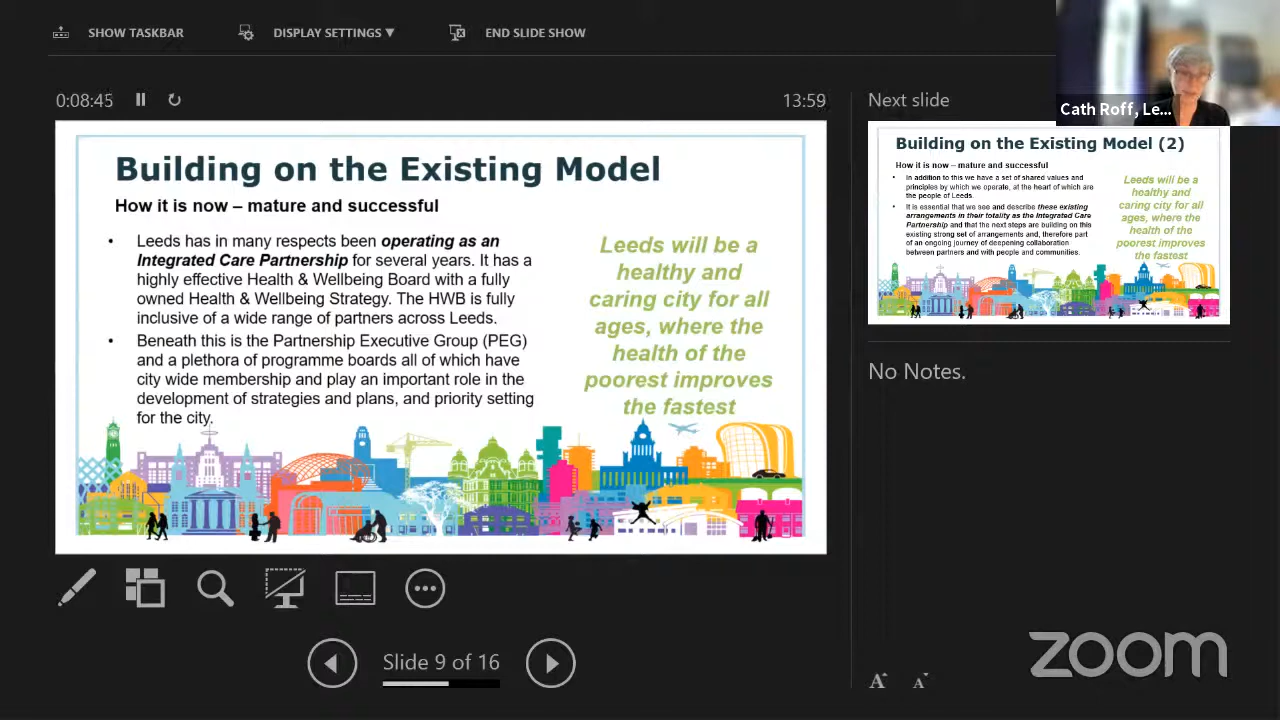 SHOW TASKBAR
DISPLAY SETTINGS ▼
END SLIDE SHOW
Cath Roff, Le...
0:08:45
13:59
Next slide
Building on the Existing Model
How it is now – mature and successful
• Leeds has in many respects been operating as an
Integrated Care Partnership for several years. It has a
highly effective Health & Wellbeing Board with a fully
owned Health & Wellbeing Strategy. The HWB is fully
inclusive of a wide range of partners across Leeds.
• Beneath this is the Partnership Executive Group (PEG)
and a plethora of programme boards all of which have
city wide membership and play an important role in the
development of strategies and plans, and priority setting
for the city.
Leeds will be a
healthy and
caring city for all
ages, where the
health of the
poorest improves
the fastest
Building on the Existing Model (2)
How it is now – mature and successful
• In addition to this we have a set of shared values and
principles by which we operate, at the heart of which are
the people of Leeds.
• It is essential that we see and describe these existing
arrangements in their totality as the Integrated Care
Partnership and that the next steps are building on this
existing strong set of arrangements and, therefore part
of an ongoing journey of deepening collaboration
between partners and with people and communities.
Leeds will be a
healthy and
caring city for all
ages, where the
health of the
poorest improves
the fastest
No Notes.
Slide 9 of 16
A A
zoom